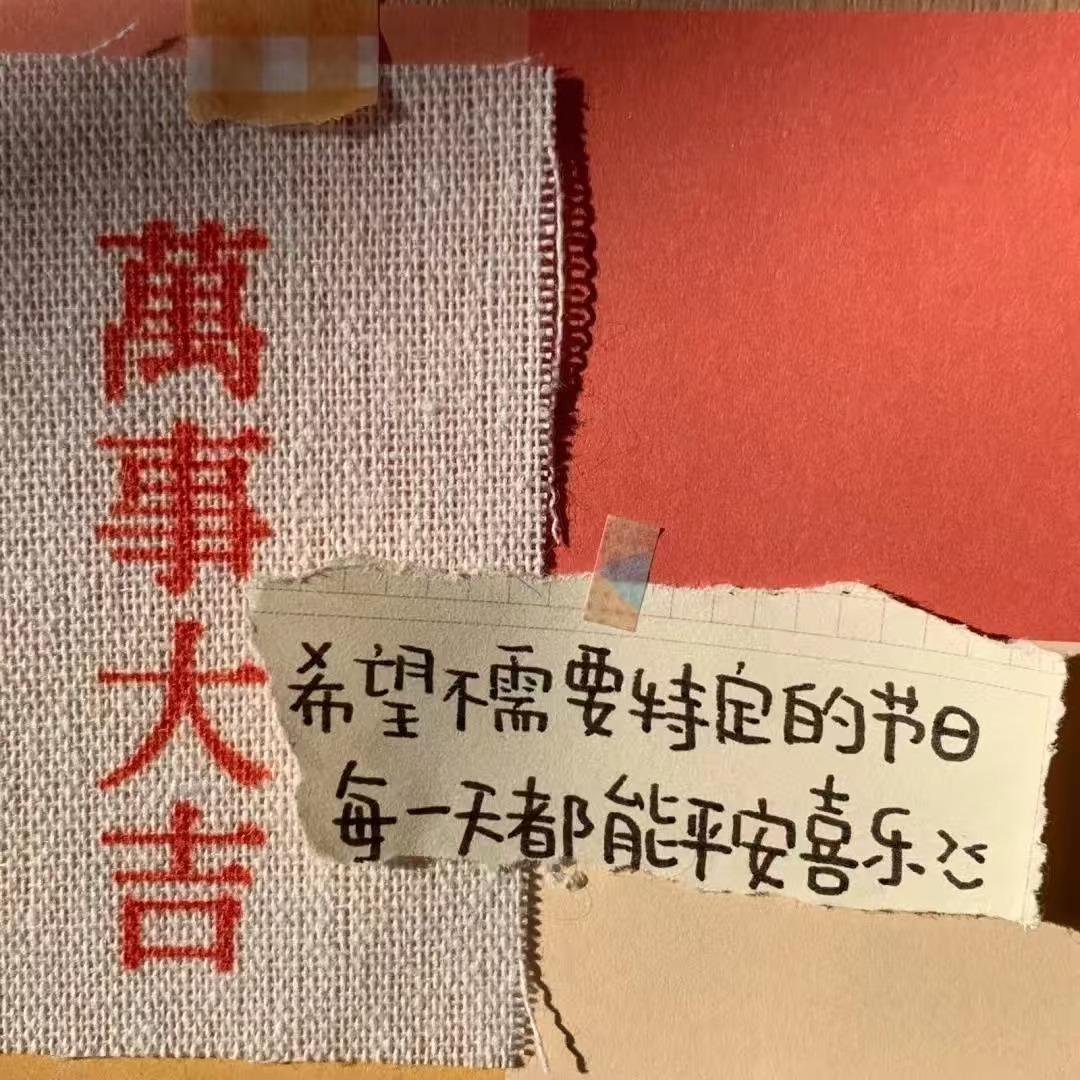 萬事大吉
希望不需要特定的节日
每一天都能平安喜乐